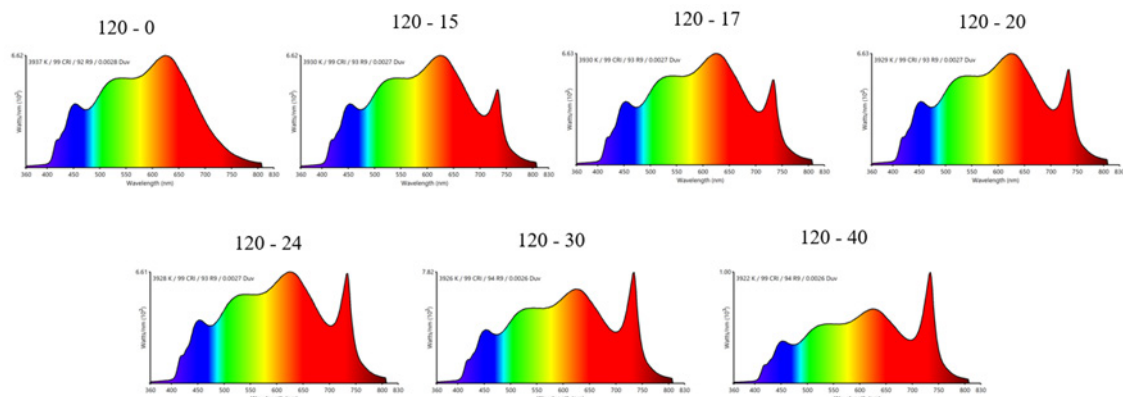 120 - 0
120 - 15
120 - 17
120 - 20
6.62
3937 K / 99 CRI / 92 R9 / 0.0028 Duv
Watts/nm (10⁰)
360 400 450 500 550 600 650 700 750 800 830
Wavelength (nm)
6.62
3930 K / 99 CRI / 93 R9 / 0.0027 Duv
Watts/nm (10⁰)
360 400 450 500 550 600 650 700 750 800 830
Wavelength (nm)
6.63
3930 K / 99 CRI / 93 R9 / 0.0027 Duv
Watts/nm (10⁰)
360 400 450 500 550 600 650 700 750 800 830
Wavelength (nm)
6.63
3929 K / 99 CRI / 93 R9 / 0.0027 Duv
Watts/nm (10⁰)
360 400 450 500 550 600 650 700 750 800 830
Wavelength (nm)
120 - 24
120 - 30
120 - 40
6.61
3928 K / 99 CRI / 93 R9 / 0.0027 Duv
Watts/nm (10⁰)
360 400 450 500 550 600 650 700 750 800 830
7.82
3926 K / 99 CRI / 94 R9 / 0.0026 Duv
Watts/nm (10⁰)
360 400 450 500 550 600 650 700 750 800 830
1.00
3922 K / 99 CRI / 94 R9 / 0.0026 Duv
Watts/nm
360 400 450 500 550 600 650 700 750 800 830